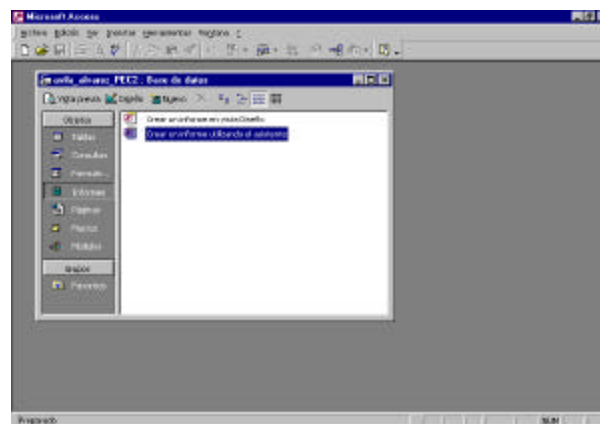 Microsoft Access
Archivo Edición Ver Insertar Herramientas Ventana ?
avila_alvarez_PEC2 : Base de datos
Vista previa Diseño Nuevo
Objetos
Crear un informe en vista Diseño
Tablas
Crear un informe utilizando el asistente
Consultas
Informes
Páginas
Macros
Módulos
Grupos
Favoritos
Preparado
NUM